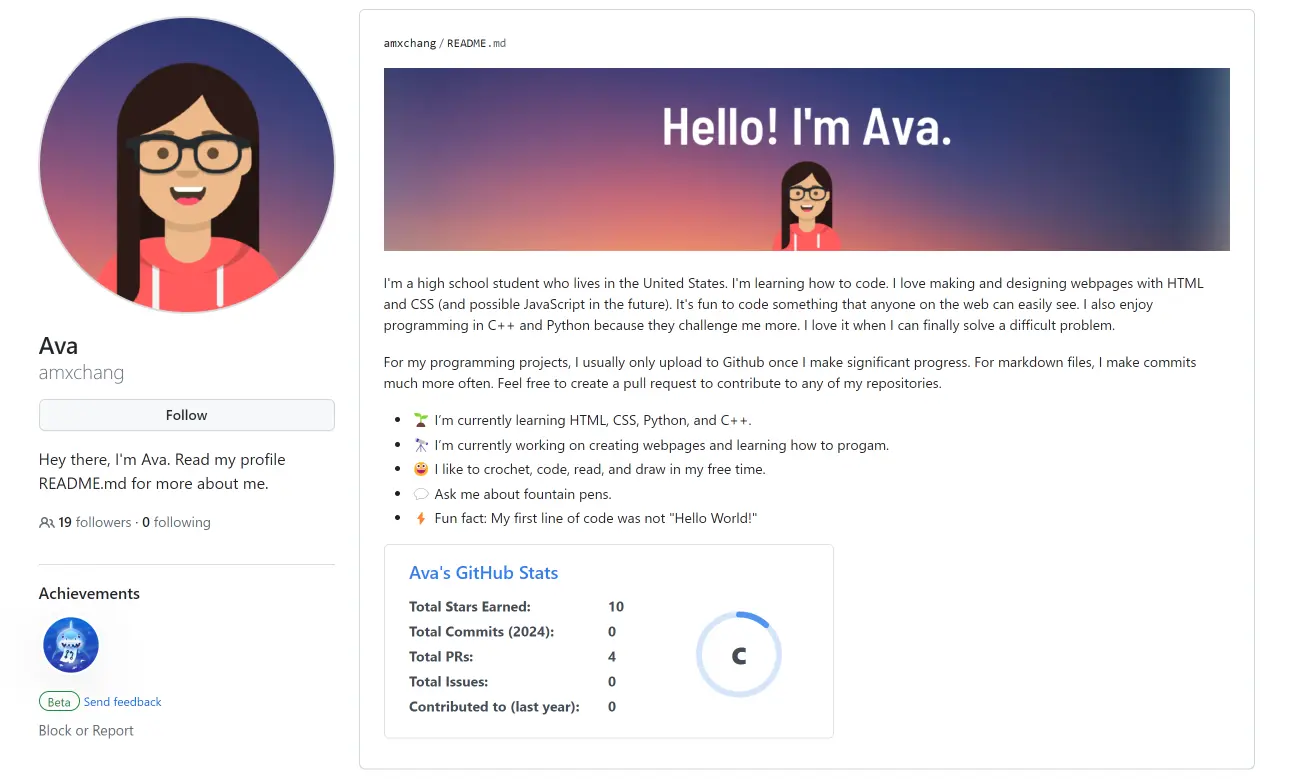 Ava
amxchang
Follow
Hey there, I'm Ava. Read my profile
README.md for more about me.
19 followers · 0 following
Achievements
Beta Send feedback
Block or Report
amxchang / README.md
Hello! I'm Ava.
I'm a high school student who lives in the United States. I'm learning how to code. I love making and designing webpages with HTML
and CSS (and possible JavaScript in the future). It's fun to code something that anyone on the web can easily see. I also enjoy
programming in C++ and Python because they challenge me more. I love it when I can finally solve a difficult problem.
For my programming projects, I usually only upload to Github once I make significant progress. For markdown files, I make commits
much more often. Feel free to create a pull request to contribute to any of my repositories.
• 🌱 I’m currently learning HTML, CSS, Python, and C++.
• 🔭 I’m currently working on creating webpages and learning how to progam.
• 😄 I like to crochet, code, read, and draw in my free time.
• 💬 Ask me about fountain pens.
• ⚡ Fun fact: My first line of code was not "Hello World!"
Ava's GitHub Stats
Total Stars Earned: 10
Total Commits (2024): 0
Total PRs: 4
Total Issues: 0
Contributed to (last year): 0
C